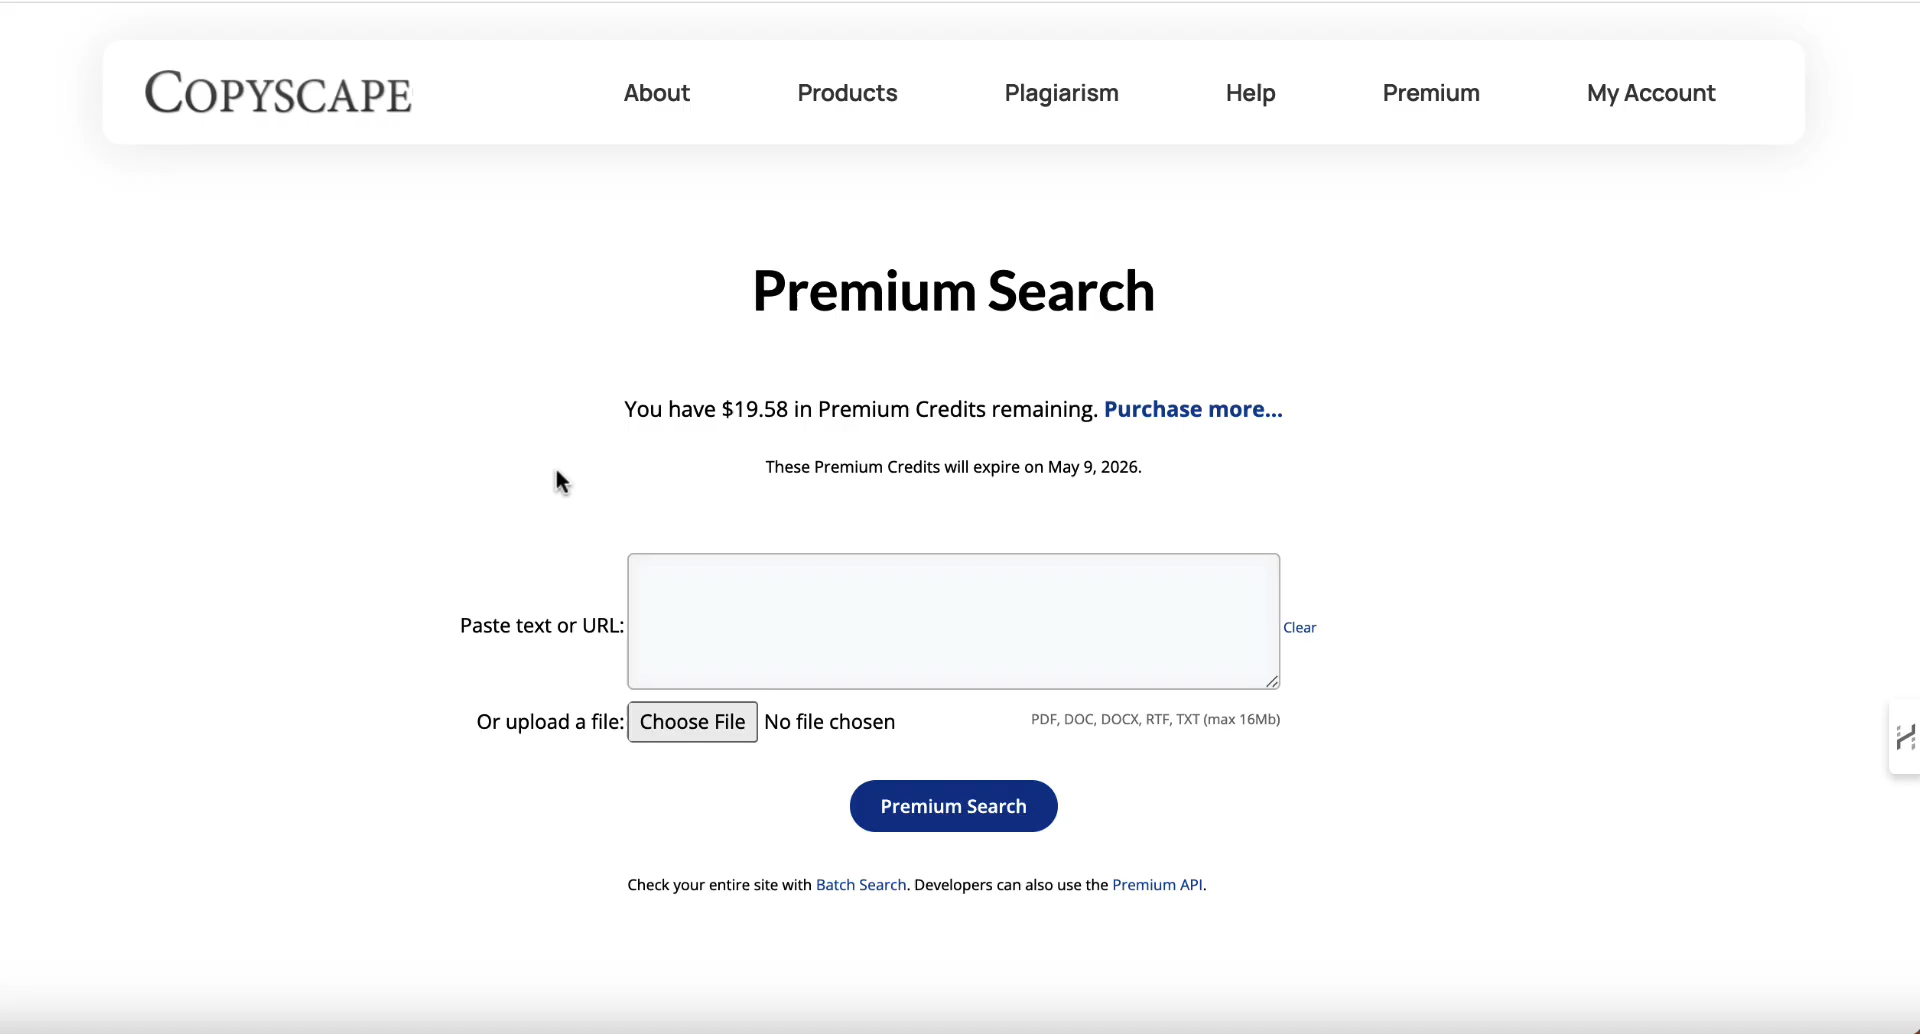 COPYSCAPE
About Products Plagiarism Help Premium My Account
Premium Search
You have $19.58 in Premium Credits remaining. Purchase more...
These Premium Credits will expire on May 9, 2026.
Paste text or URL:
Clear
Or upload a file: Choose File No file chosen PDF, DOC, DOCX, RTF, TXT (max 16Mb)
Premium Search
Check your entire site with Batch Search. Developers can also use the Premium API.